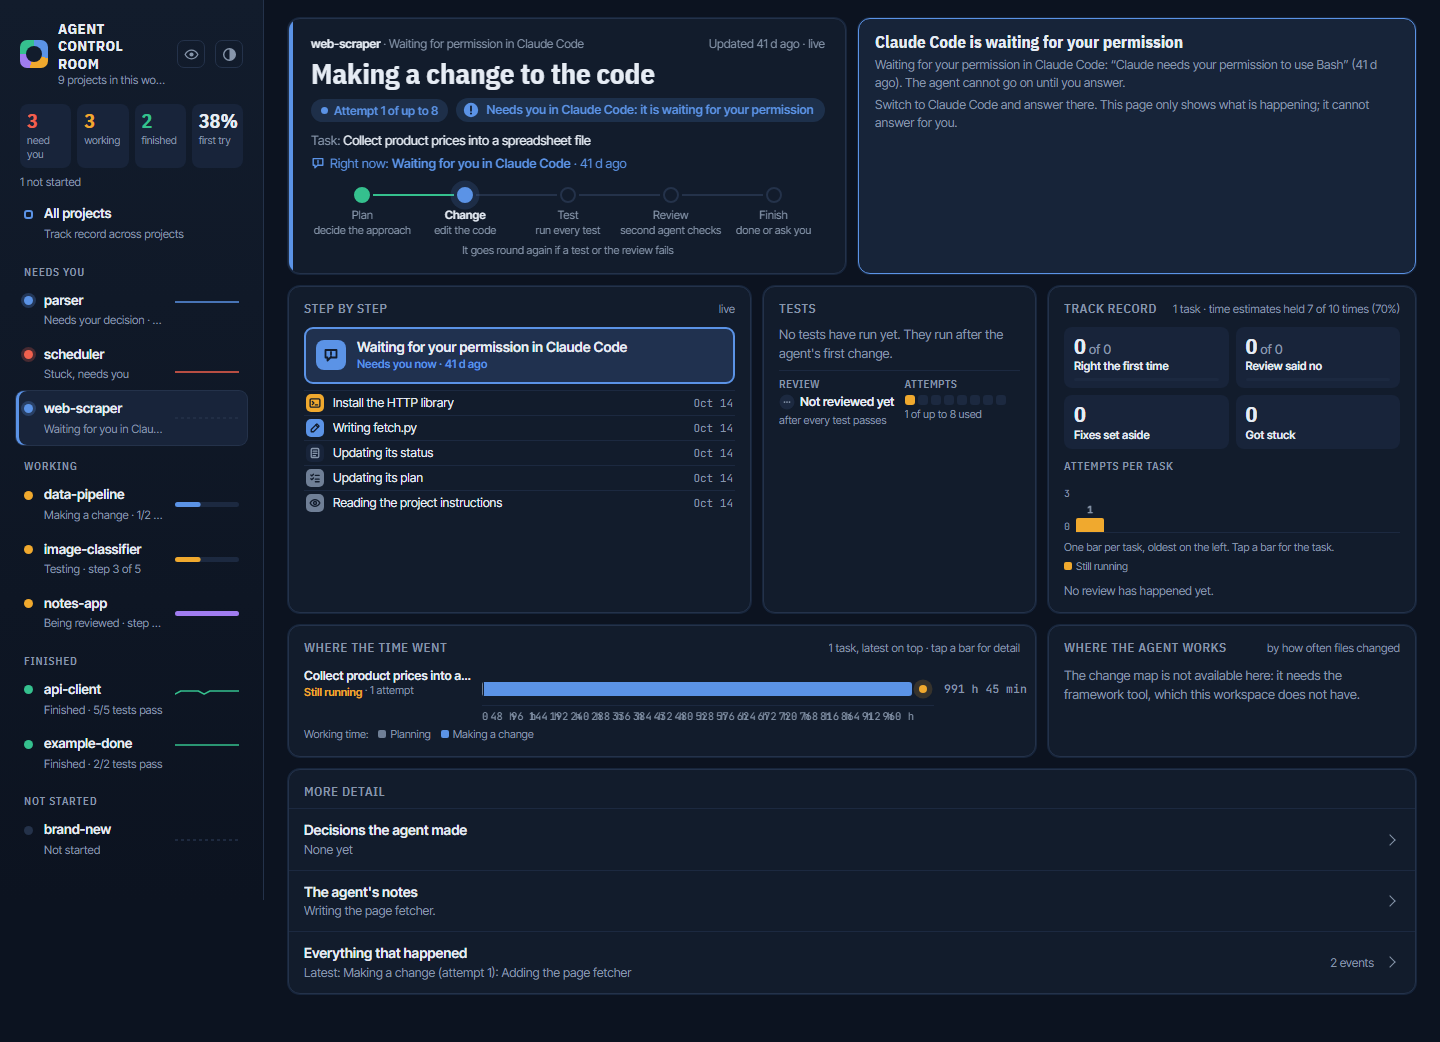 AGENT
CONTROL
ROOM
9 projects in this wo...
3
need
you
3
working
2
finished
38%
first try
1 not started
All projects
Track record across projects
NEEDS YOU
parser
Needs your decision · ...
scheduler
Stuck, needs you
web-scraper
Waiting for you in Clau...
WORKING
data-pipeline
Making a change · 1/2 ...
image-classifier
Testing · step 3 of 5
notes-app
Being reviewed · step ...
FINISHED
api-client
Finished · 5/5 tests pass
example-done
Finished · 2/2 tests pass
NOT STARTED
brand-new
Not started
web-scraper · Waiting for permission in Claude Code
Updated 41 d ago · live
Making a change to the code
Attempt 1 of up to 8
Needs you in Claude Code: it is waiting for your permission
Task: Collect product prices into a spreadsheet file
Right now: Waiting for you in Claude Code · 41 d ago
Plan
decide the approach
Change
edit the code
Test
run every test
Review
second agent checks
Finish
done or ask you
It goes round again if a test or the review fails
Claude Code is waiting for your permission
Waiting for your permission in Claude Code: “Claude needs your permission to use Bash” (41 d
ago). The agent cannot go on until you answer.
Switch to Claude Code and answer there. This page only shows what is happening; it cannot
answer for you.
STEP BY STEP
live
Waiting for your permission in Claude Code
Needs you now · 41 d ago
Install the HTTP library
Oct 14
Writing fetch.py
Oct 14
Updating its status
Oct 14
Updating its plan
Oct 14
Reading the project instructions
Oct 14
TESTS
No tests have run yet. They run after the
agent's first change.
REVIEW
Not reviewed yet
after every test passes
ATTEMPTS
1 of up to 8 used
TRACK RECORD
1 task · time estimates held 7 of 10 times (70%)
0 of 0
Right the first time
0 of 0
Review said no
0
Fixes set aside
0
Got stuck
ATTEMPTS PER TASK
3
1
0
One bar per task, oldest on the left. Tap a bar for the task.
Still running
No review has happened yet.
WHERE THE TIME WENT
1 task, latest on top · tap a bar for detail
Collect product prices into a...
Still running · 1 attempt
991 h 45 min
0 48 h 96 h 144 h 192 h 240 h 288 h 336 h 384 h 432 h 480 h 528 h 576 h 624 h 672 h 720 h 768 h 816 h 864 h 912 h 960 h
Working time:
Planning
Making a change
WHERE THE AGENT WORKS
by how often files changed
The change map is not available here: it needs the
framework tool, which this workspace does not have.
MORE DETAIL
Decisions the agent made
None yet
The agent's notes
Writing the page fetcher.
Everything that happened
Latest: Making a change (attempt 1): Adding the page fetcher
2 events